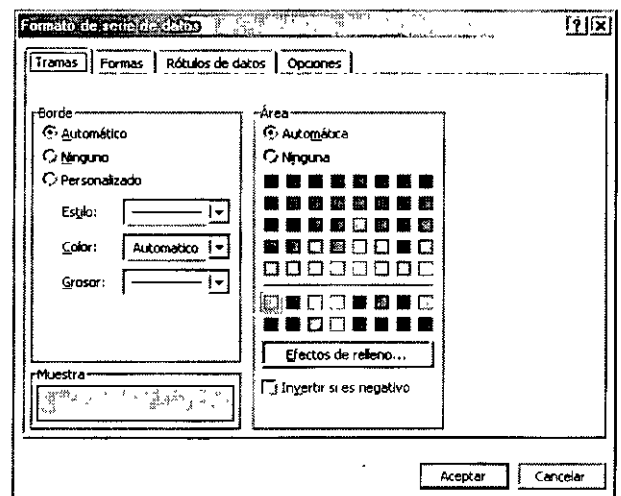 Formato de serie de datos
Tramas Formas Rótulos de datos Opciones
Borde
Automático
Ninguno
Personalizado
Estilo:
Color: Automatico
Grosor:
Muestra
Área
Automática
Ninguna
Efectos de relleno...
Invertir si es negativo
Aceptar Cancelar